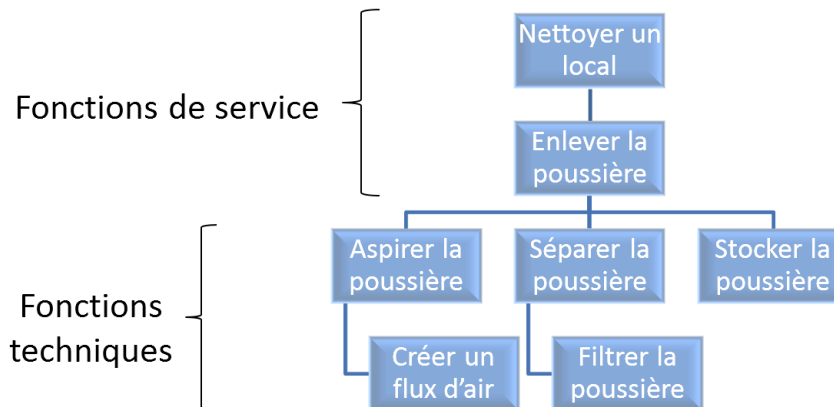 Nettoyer un
local
Fonctions de service
Enlever la
poussière
Aspirer la
poussière
Séparer la
poussière
Stocker la
poussière
Fonctions
techniques
Créer un
flux d'air
Filtrer la
poussière